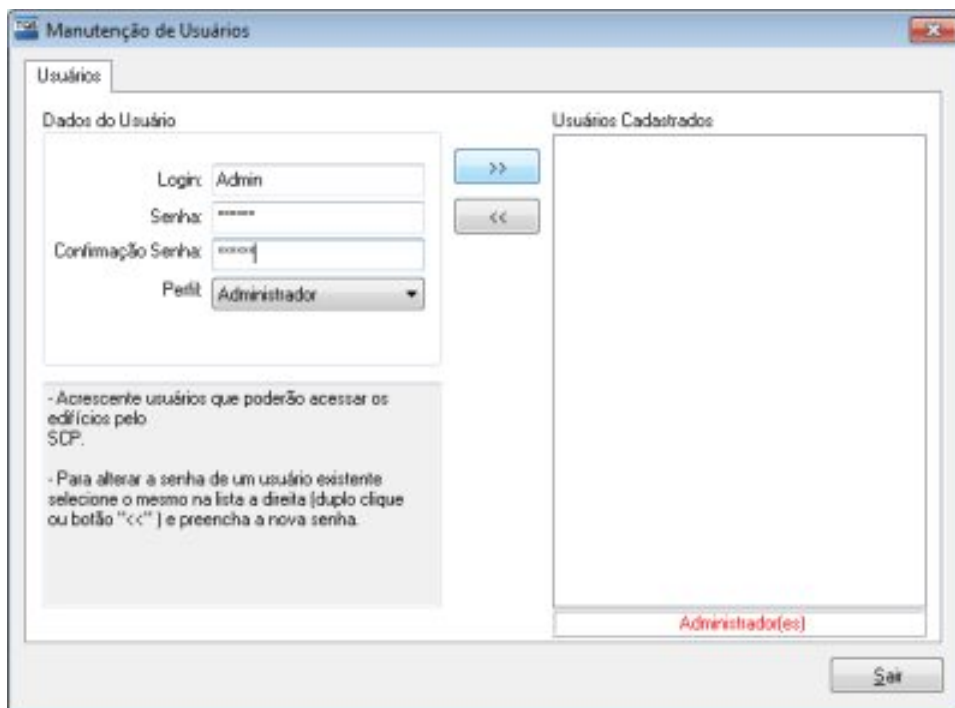 Manutenção de Usuários
Usuários
Dados do Usuário
Usuários Cadastrados
Login: Admin
Senha: ******
Confirmação Senha: ******
Perfil: Administrador
>>
<<
- Acrescente usuários que poderão acessar os
edifícios pelo
SCP.
- Para alterar a senha de um usuário existente
selecione o mesmo na lista a direita (duplo clique
ou botão "<<" ) e preencha a nova senha.
Administrador(es)
Sair